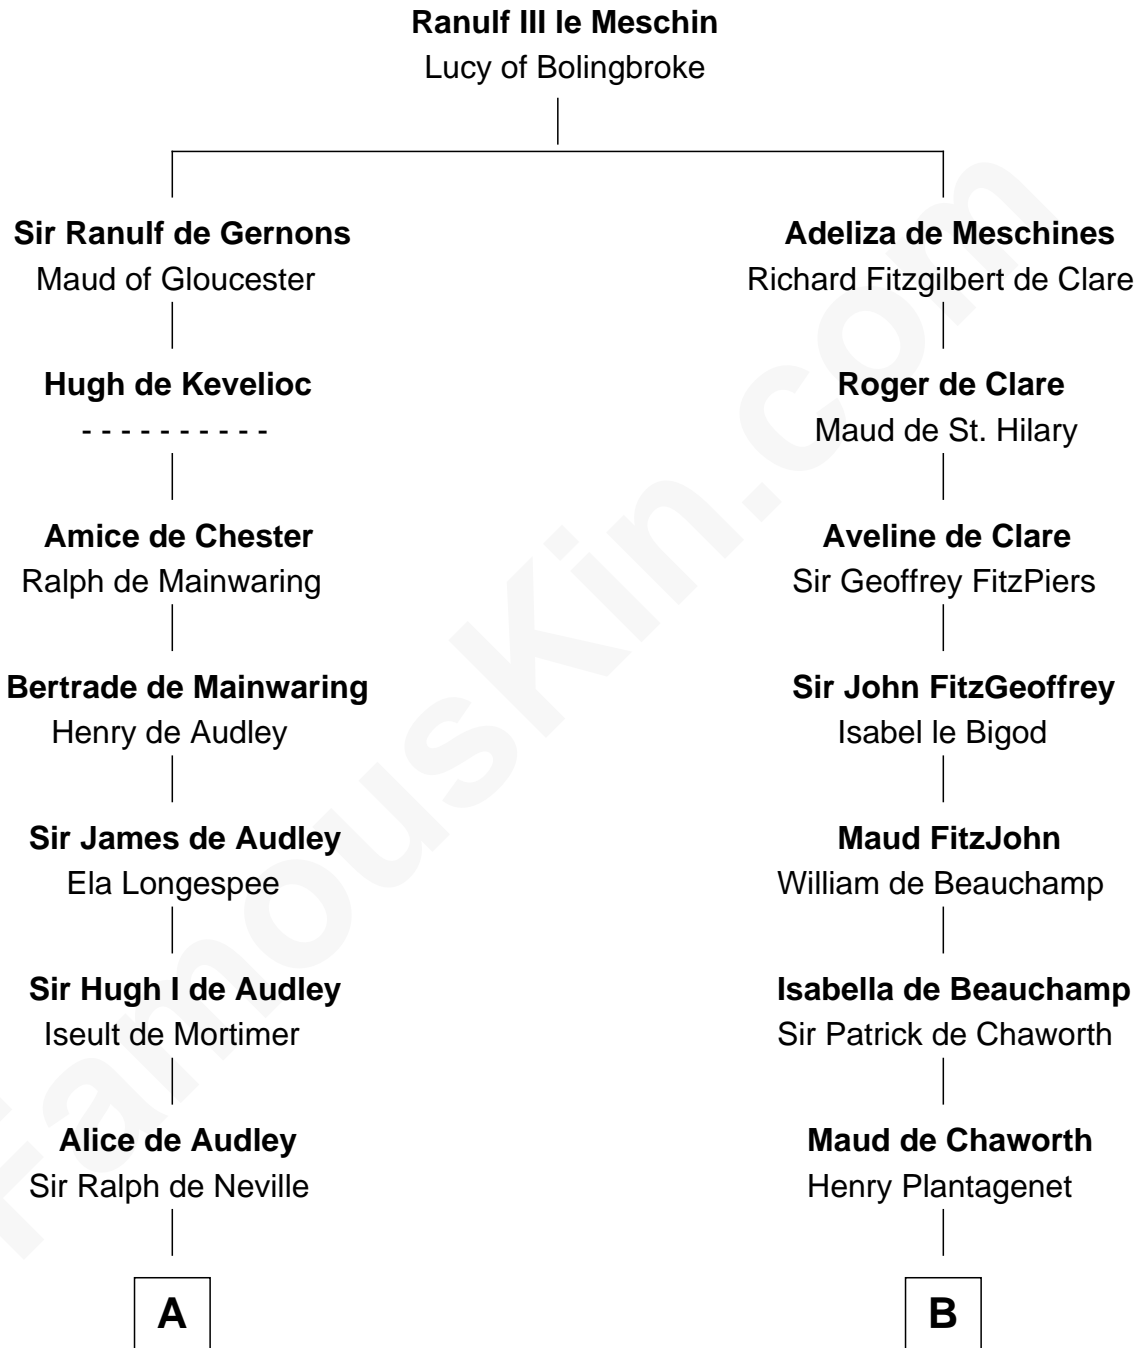 Ranulf III le Meschin
Lucy of Bolingbroke
Sir Ranulf de Gernons
Maud of Gloucester
Hugh de Kevelioc
- - - - - - - - - -
Amice de Chester
Ralph de Mainwaring
Bertrade de Mainwaring
Henry de Audley
Sir James de Audley
Ela Longespee
Sir Hugh I de Audley
Iseult de Mortimer
Alice de Audley
Sir Ralph de Neville
A
Adeliza de Meschines
Richard Fitzgilbert de Clare
Roger de Clare
Maud de St. Hilary
Aveline de Clare
Sir Geoffrey FitzPiers
Sir John FitzGeoffrey
Isabel le Bigod
Maud FitzJohn
William de Beauchamp
Isabella de Beauchamp
Sir Patrick de Chaworth
Maud de Chaworth
Henry Plantagenet
B
FamousKin.com